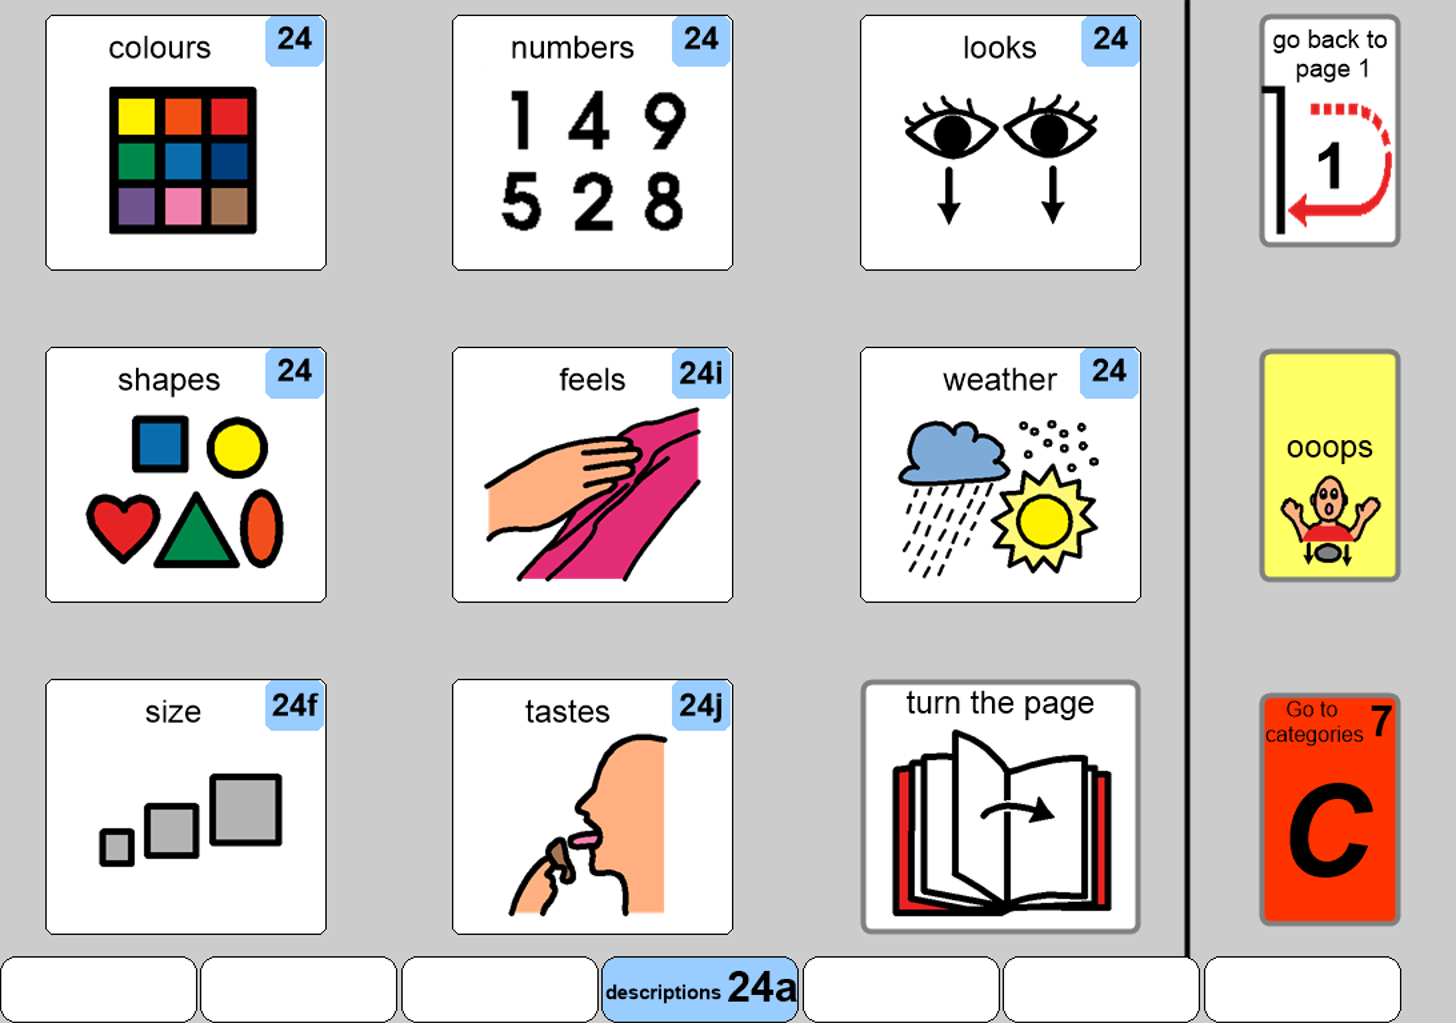 colours 24
numbers 24
1 4 9
5 2 8
looks 24
go back to
page 1
1
shapes 24
feels 24i
weather 24
ooops
size 24f
tastes 24j
turn the page
Go to
categories 7
C
descriptions 24a